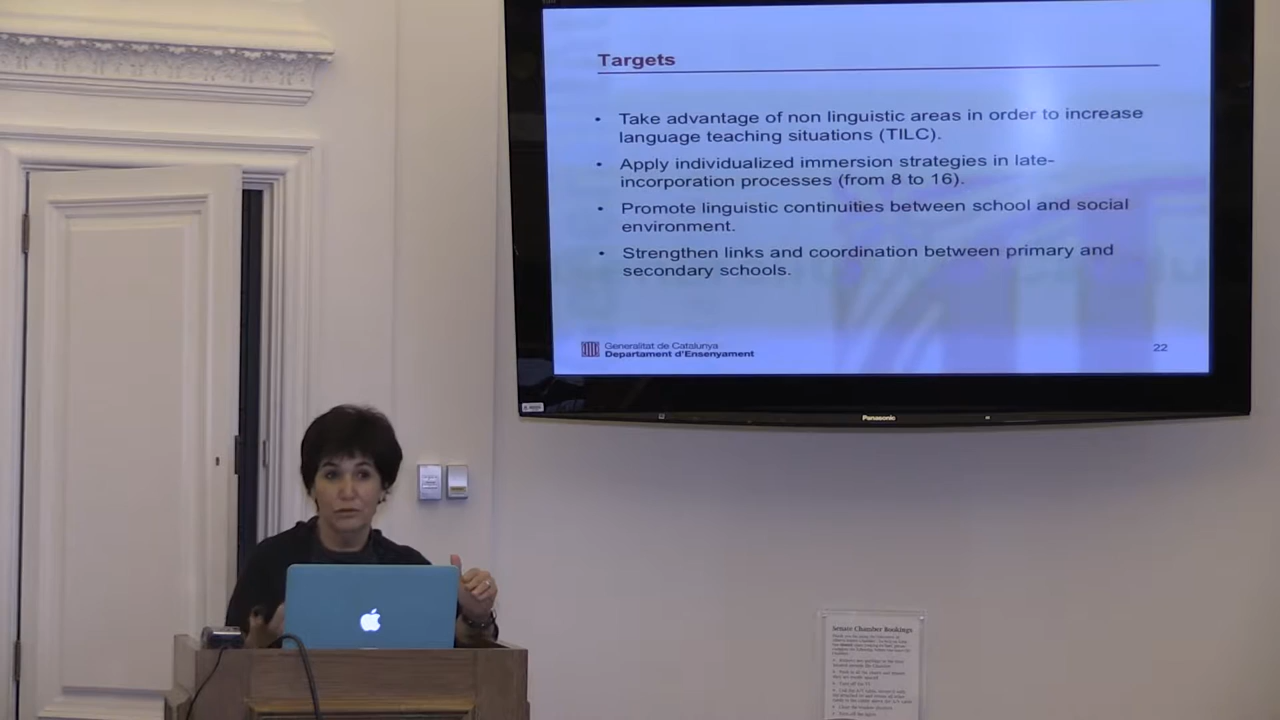 Targets
• Take advantage of non linguistic areas in order to increase
language teaching situations (TILC).
• Apply individualized immersion strategies in late-
incorporation processes (from 8 to 16).
• Promote linguistic continuities between school and social
environment.
• Strengthen links and coordination between primary and
secondary schools.
Generalitat de Catalunya
Departament d'Ensenyament
22
Panasonic
Senate Chamber Bookings